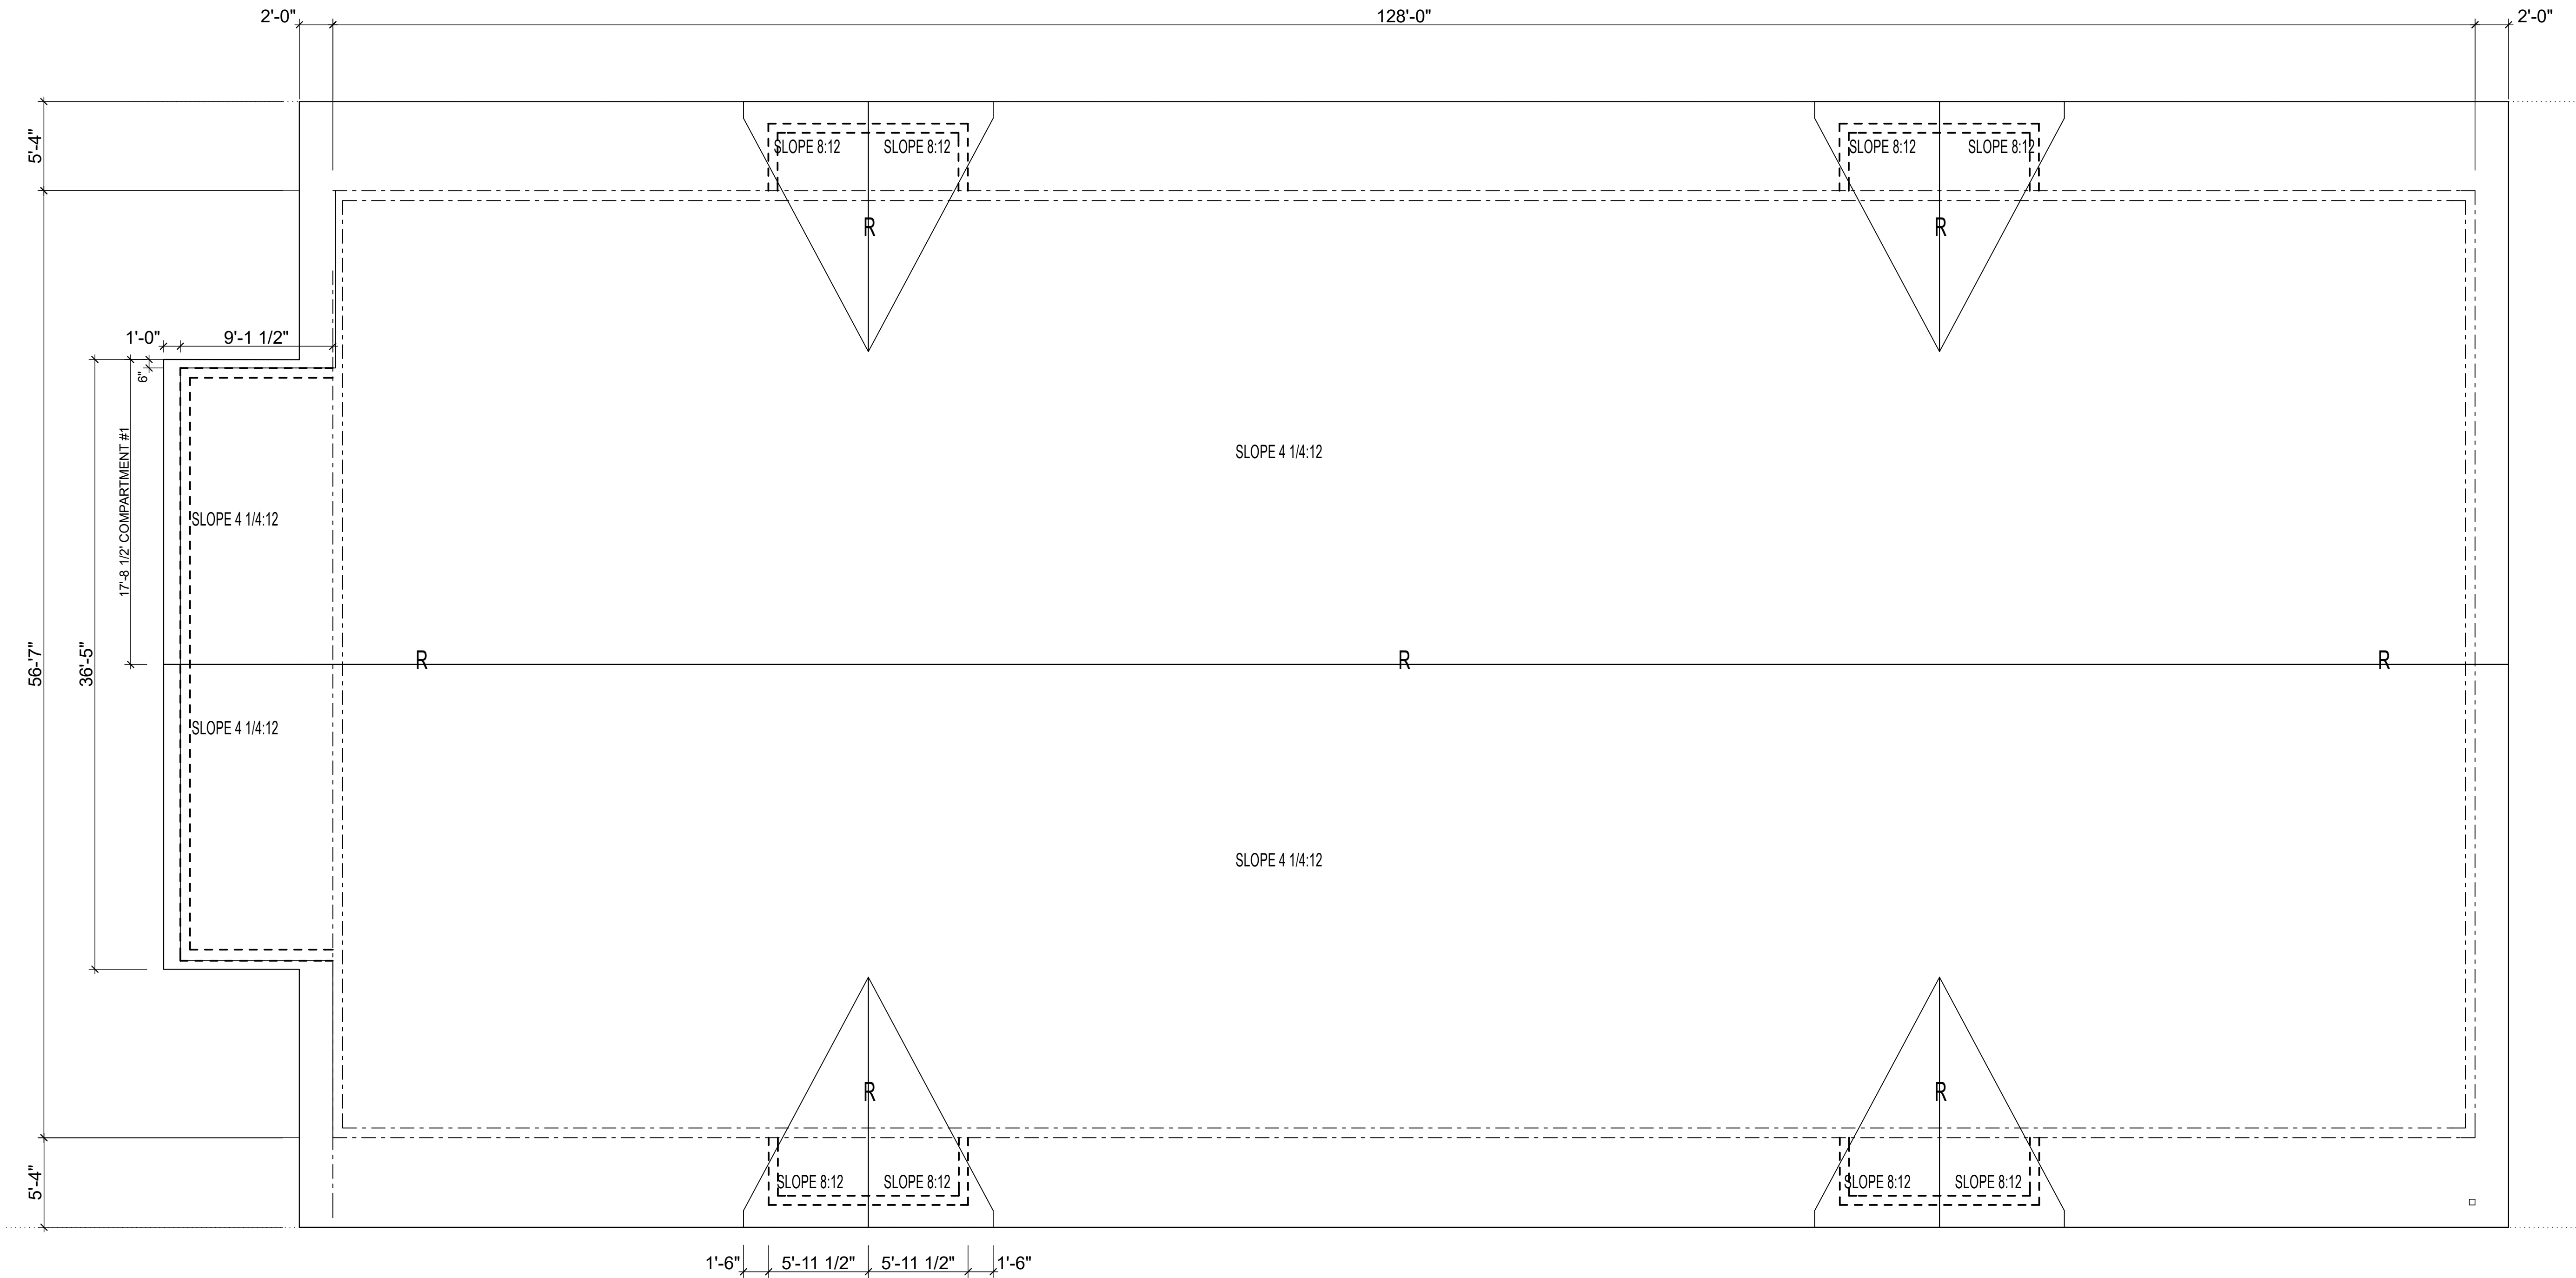 2'-0"
128'-0"
2'-0"
5'-4"
SLOPE 8:12
SLOPE 8:12
SLOPE 8:12
SLOPE 8:12
R
R
1'-0"
9'-1 1/2"
6"
17'-8 1/2' COMPARTMENT #1
SLOPE 4 1/4:12
SLOPE 4 1/4:12
56'-7"
36'-5"
R
R
R
SLOPE 4 1/4:12
SLOPE 4 1/4:12
R
R
5'-4"
SLOPE 8:12
SLOPE 8:12
SLOPE 8:12
SLOPE 8:12
1'-6"
5'-11 1/2"
5'-11 1/2"
1'-6"